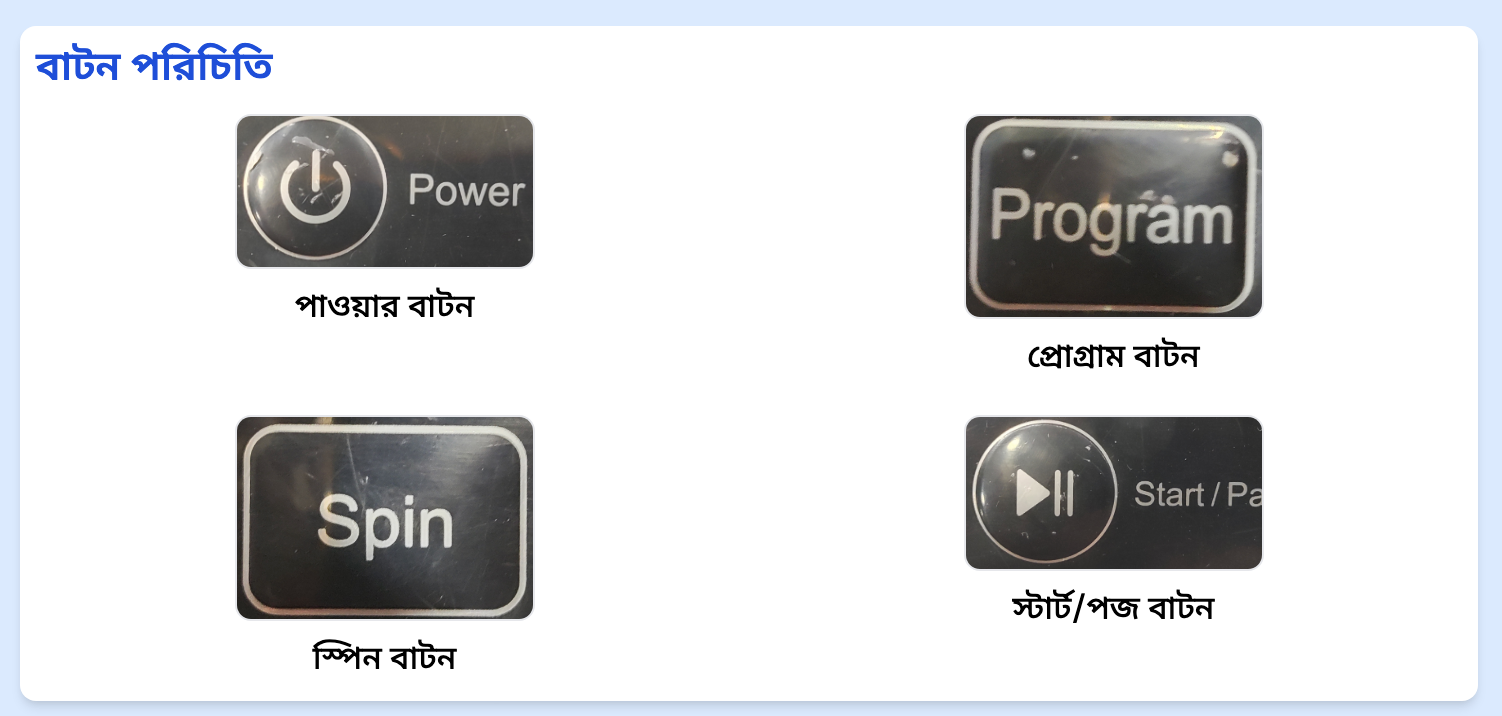 বাটন পরিচিতি
Power
পাওয়ার বাটন
Program
প্রোগ্রাম বাটন
Spin
স্পিন বাটন
Start / Pa
স্টার্ট/পজ বাটন